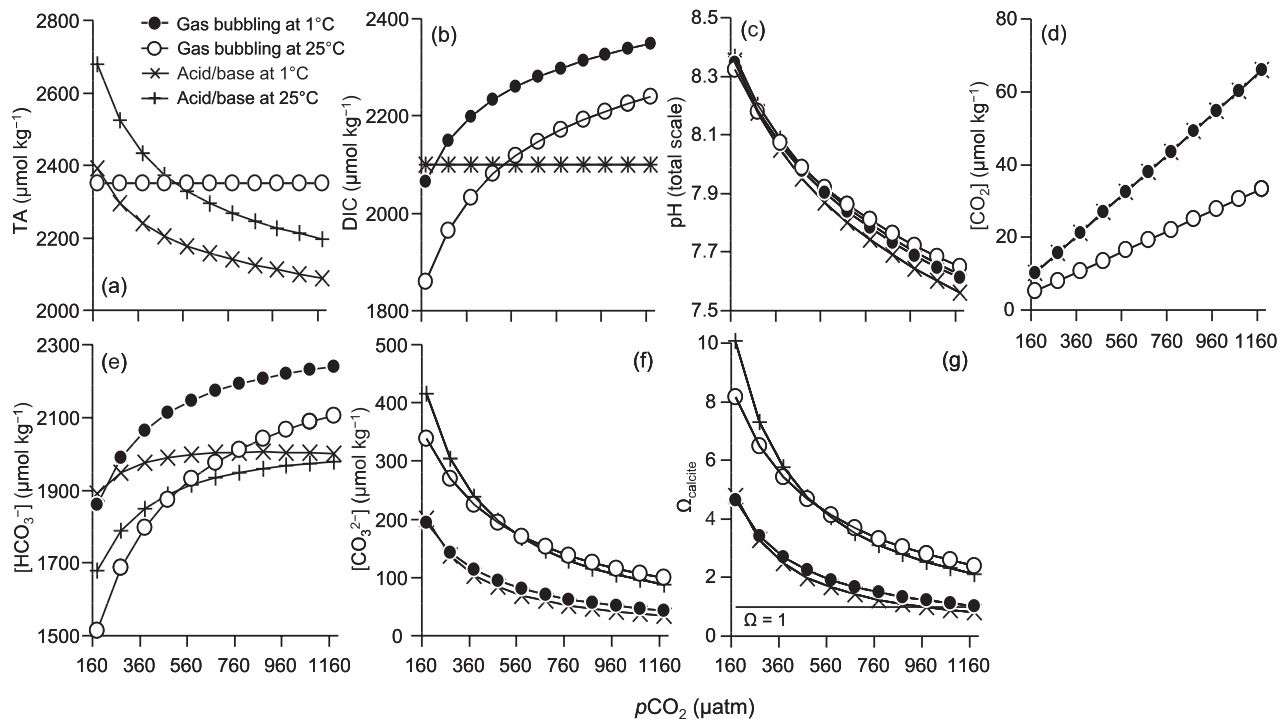 2800
2600
2400
2200
2000
TA (µmol kg⁻¹)
Gas bubbling at 1°C
Gas bubbling at 25°C
Acid/base at 1°C
Acid/base at 25°C
(a)
2400
2200
2000
1800
DIC (µmol kg⁻¹)
(b)
8.5
8.3
8.1
7.9
7.7
7.5
pH (total scale)
(c)
80
60
40
20
0
[CO₂] (µmol kg⁻¹)
(d)
160 360 560 760 960 1160
2300
2100
1900
1700
1500
[HCO₃⁻] (µmol kg⁻¹)
(e)
160 360 560 760 960 1160
500
400
300
200
100
0
[CO₃²⁻] (µmol kg⁻¹)
(f)
160 360 560 760 960 1160
10
8
6
4
2
0
Ωcalcite
(g)
Ω = 1
160 360 560 760 960 1160
pCO₂ (µatm)